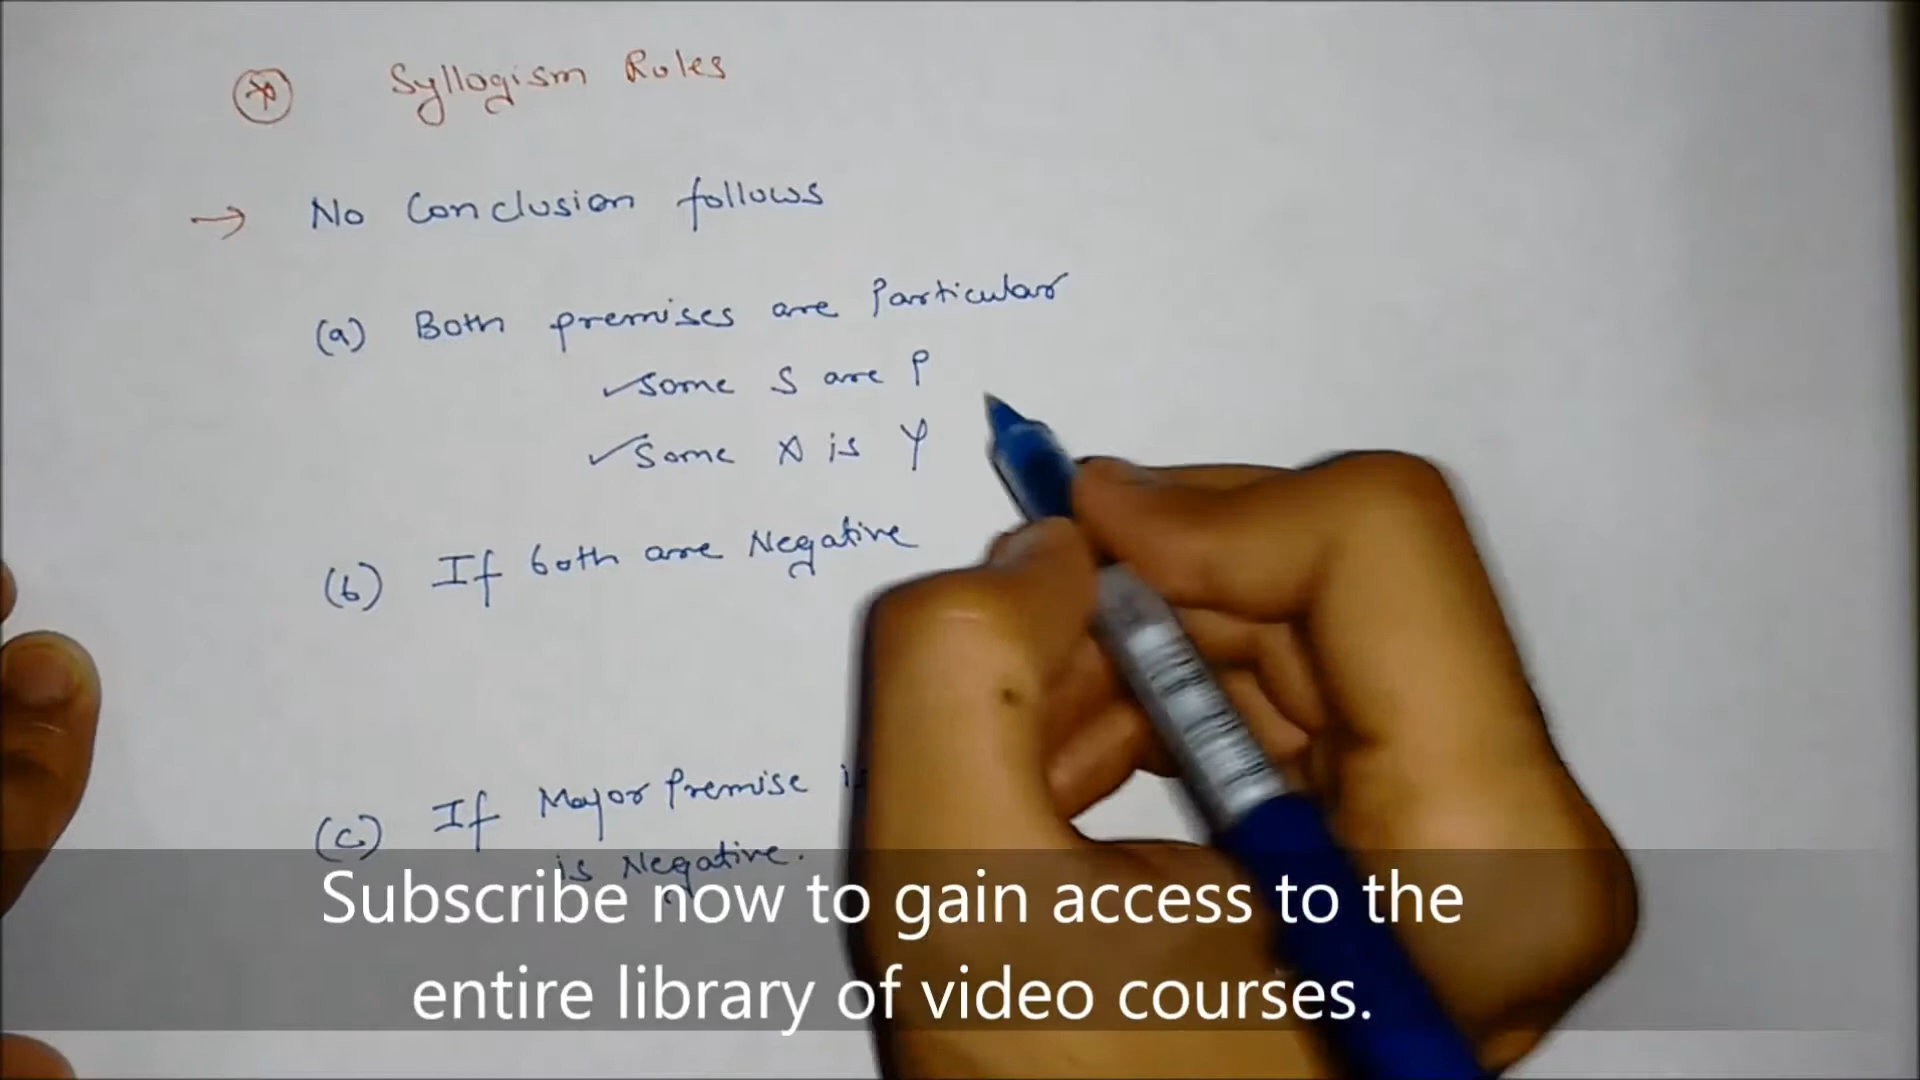 Syllogism Rules
→ No Conclusion follows
(a) Both premises are Particular
✓Some S are P
✓Some X is Y
(b) If both are Negative
(c) If Major Premise is
is Negative.
Subscribe now to gain access to the
entire library of video courses.